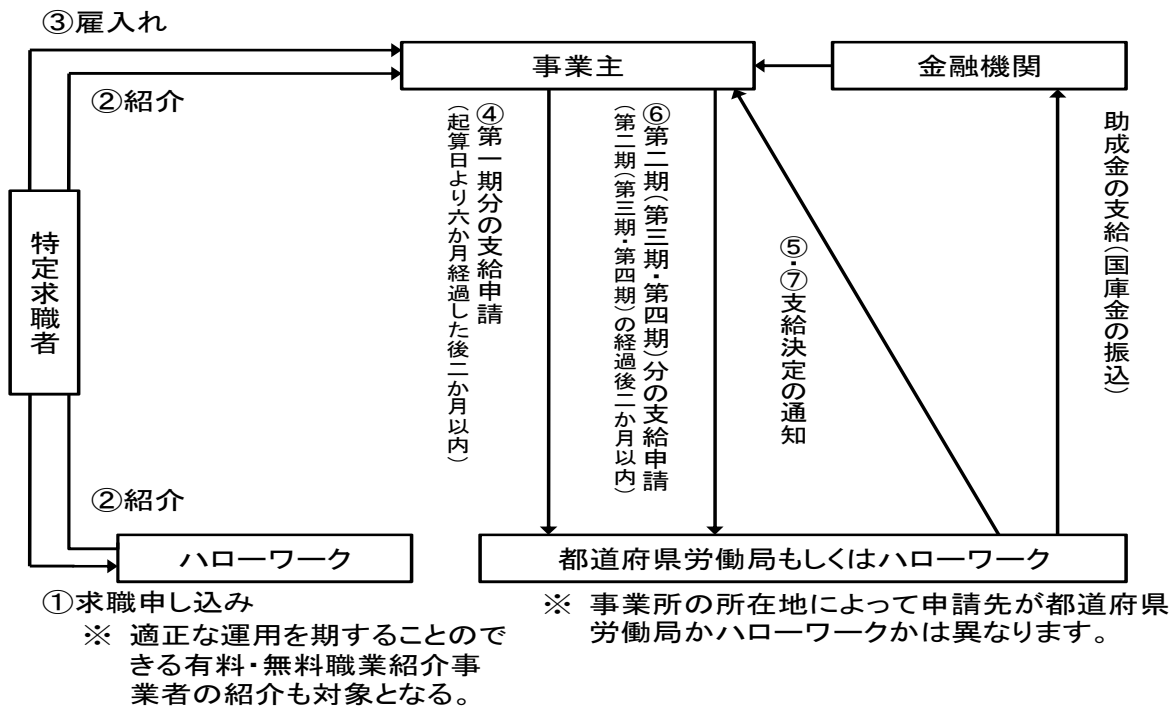 ③雇入れ
事業主
金融機関
②紹介
④第一期分の支給申請
（起算日より六か月経過した後二か月以内）
⑥第二期（第三期・第四期）分の支給申請
（第二期（第三期・第四期）の経過後二か月以内）
⑤・⑦支給決定の通知
助成金の支給（国庫金の振込）
特定求職者
②紹介
ハローワーク
都道府県労働局もしくはハローワーク
①求職申し込み
※ 適正な運用を期することので
きる有料・無料職業紹介事
業者の紹介も対象となる。
※ 事業所の所在地によって申請先が都道府県
労働局かハローワークかは異なります。